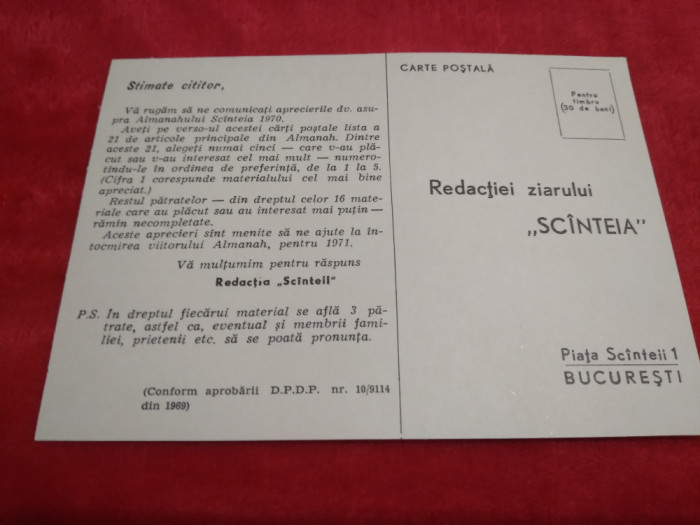 Stimate cititor,
Vă rugăm să ne comunicați aprecierile dv. asu-
pra Almanahului Scînteia 1970.
Aveți pe verso-ul acestei cărți poștale lista a
21 de articole principale din Almanah. Dintre
aceste 21, alegeți numai cinci — care v-au plă-
cut sau v-au interesat cel mai mult — numero-
tîndu-le în ordinea de preferință, de la 1 la 5.
(Cifra 1 corespunde materialului cel mai bine
apreciat.)
Restul pătratelor — din dreptul celor 16 mate-
riale care au plăcut sau au interesat mai puțin —
rămîn necompletate.
Aceste aprecieri sînt menite să ne ajute la în-
tocmirea viitorului Almanah, pentru 1971.
Vă mulțumim pentru răspuns
Redacția „Scînteii"
P.S. In dreptul fiecărui material se află 3 pă-
trate, astfel ca, eventual și membrii fami-
liei, prietenii etc. să se poată pronunța.
(Conform aprobării D.P.D.P. nr. 10/9114
din 1969)
CARTE POȘTALĂ
Pentru
timbru
(30 de bani)
Redacției ziarului
„SCÎNTEIA"
Piața Scînteii 1
BUCUREȘTI